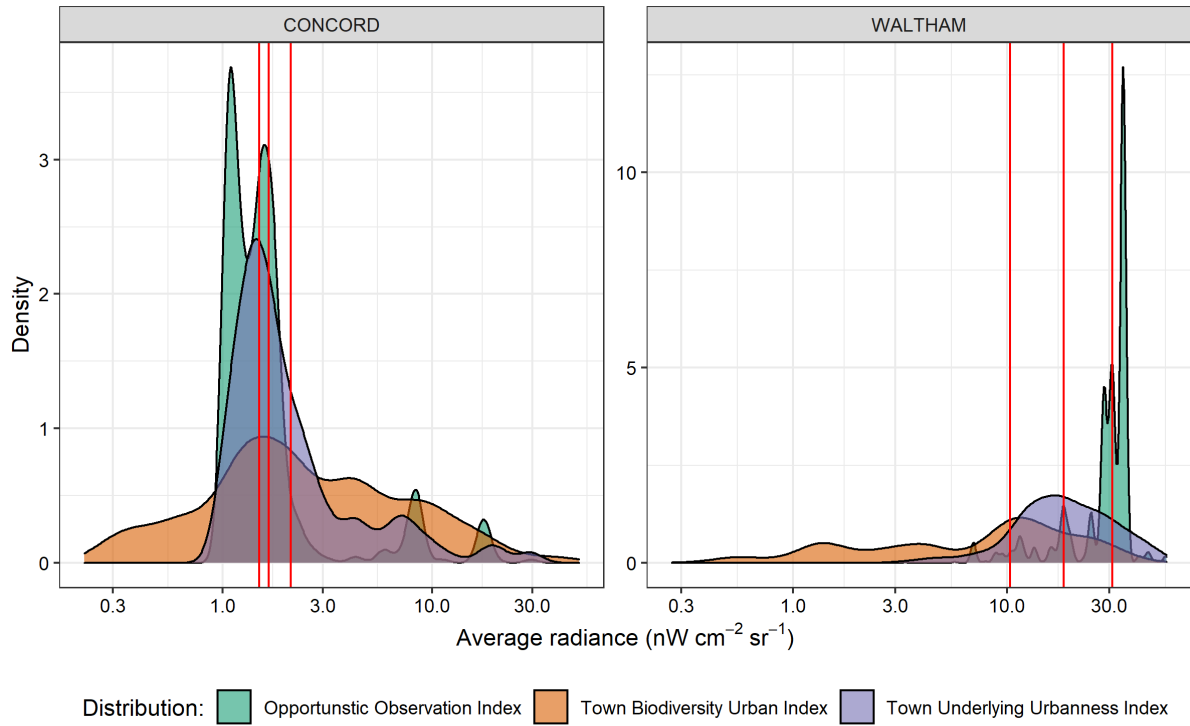 CONCORD
WALTHAM
Density
3
2
1
0
10
5
0
0.3 1.0 3.0 10.0 30.0
0.3 1.0 3.0 10.0 30.0
Average radiance (nW cm⁻² sr⁻¹)
Distribution: Opportunstic Observation Index Town Biodiversity Urban Index Town Underlying Urbanness Index